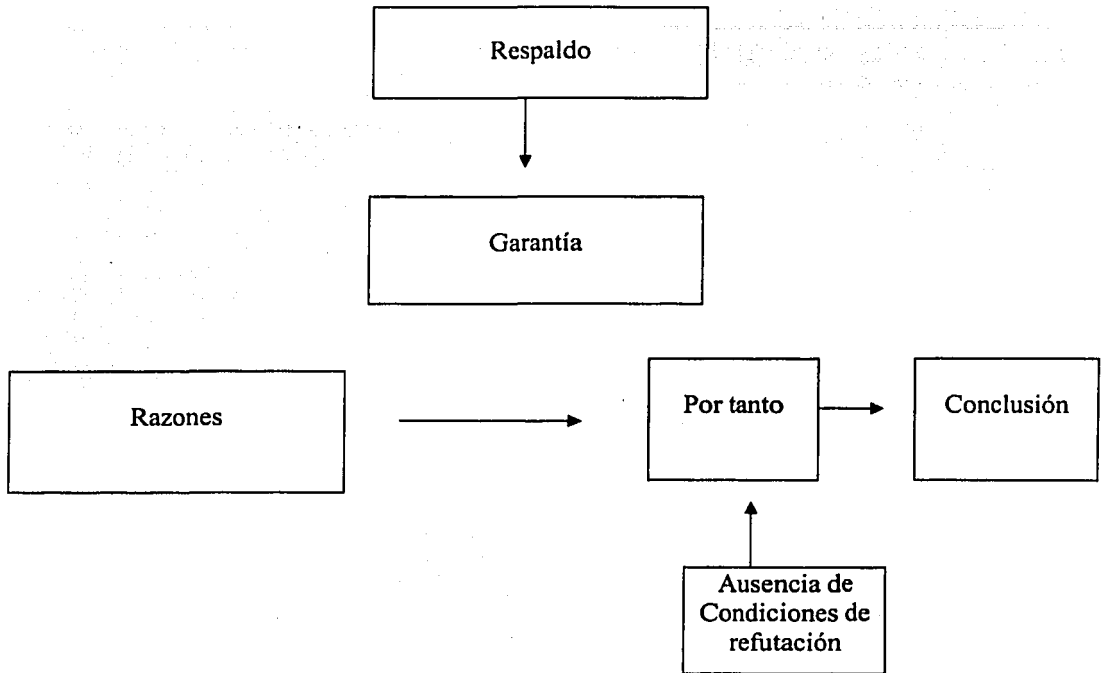 Respaldo
Garantía
Razones
Por tanto
Conclusión
Ausencia de
Condiciones de
refutación